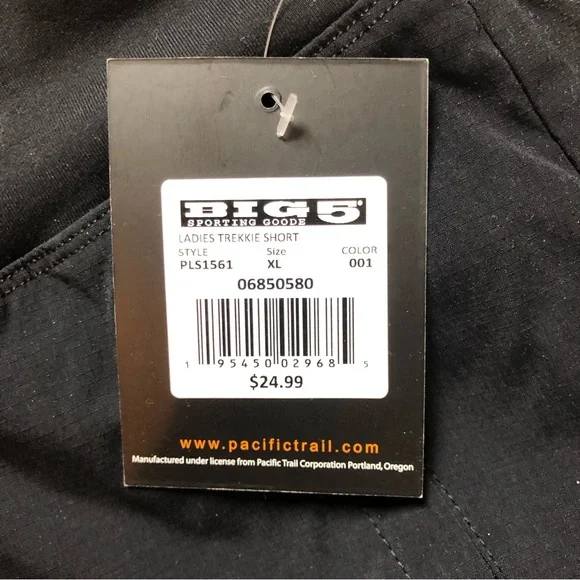 BIG 5
SPORTING GOODS
LADIES TREKKIE SHORT
STYLE Size COLOR
PLS1561 XL 001
06850580
1 95450 02968 5
$24.99
www.pacifictrail.com
Manufactured under license from Pacific Trail Corporation Portland, Oregon